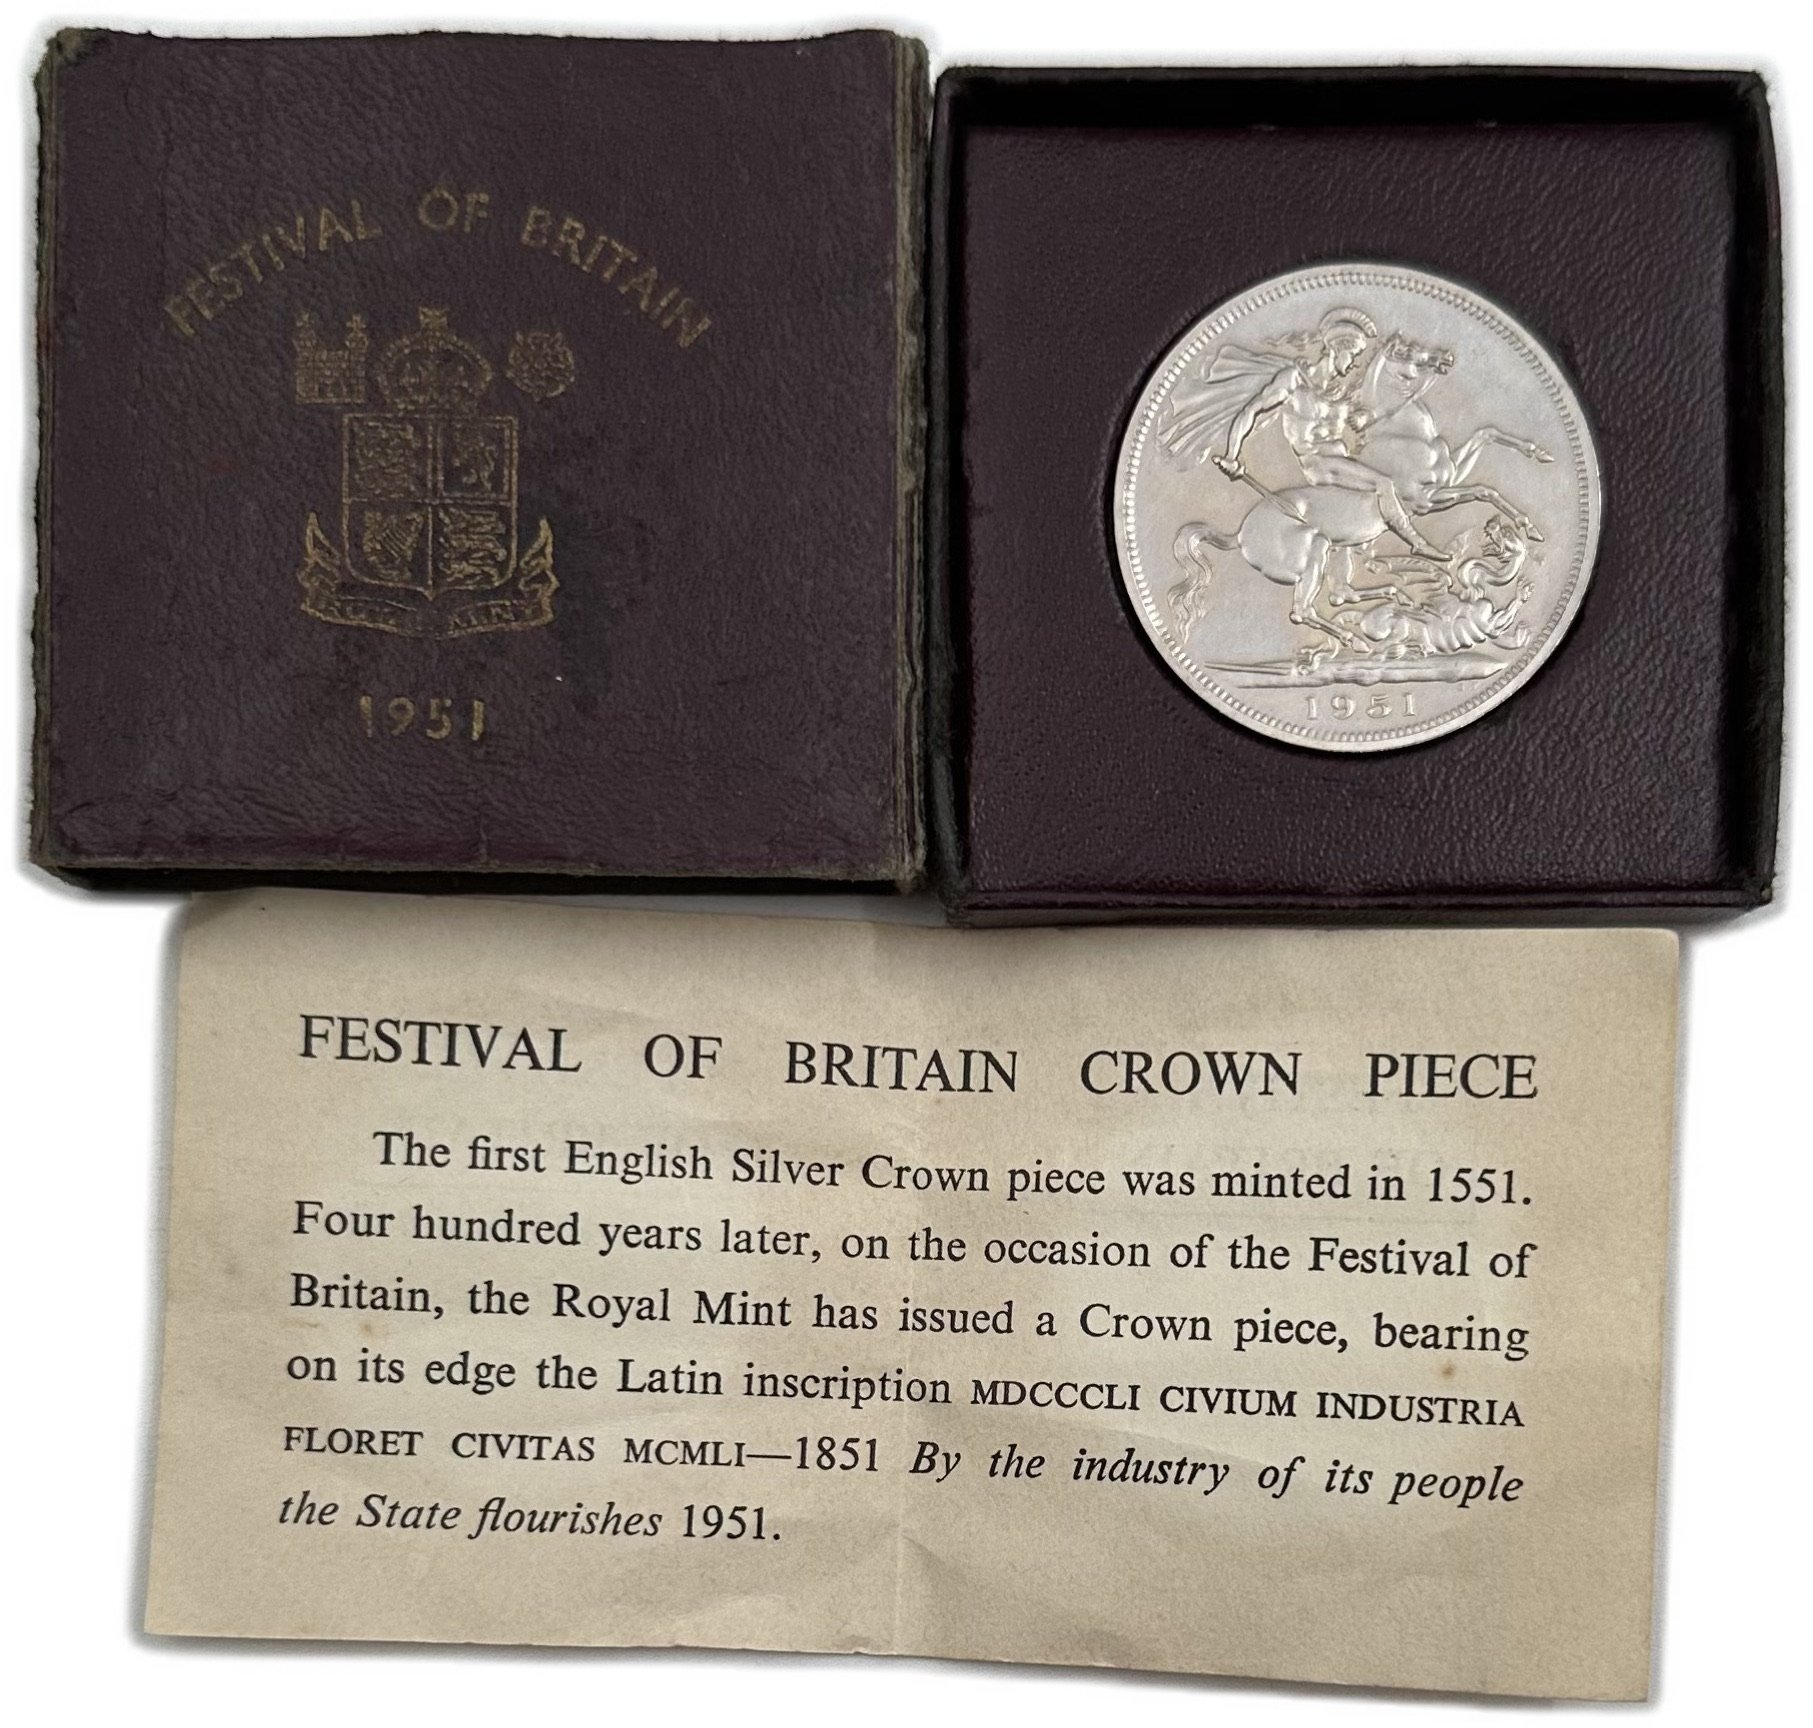 FESTIVAL OF BRITAIN
1951
1951
FESTIVAL OF BRITAIN CROWN PIECE
The first English Silver Crown piece was minted in 1551.
Four hundred years later, on the occasion of the Festival of
Britain, the Royal Mint has issued a Crown piece, bearing
on its edge the Latin inscription MDCCCLI CIVIUM INDUSTRIA
FLORET CIVITAS MCMLI—1851 By the industry of its people
the State flourishes 1951.